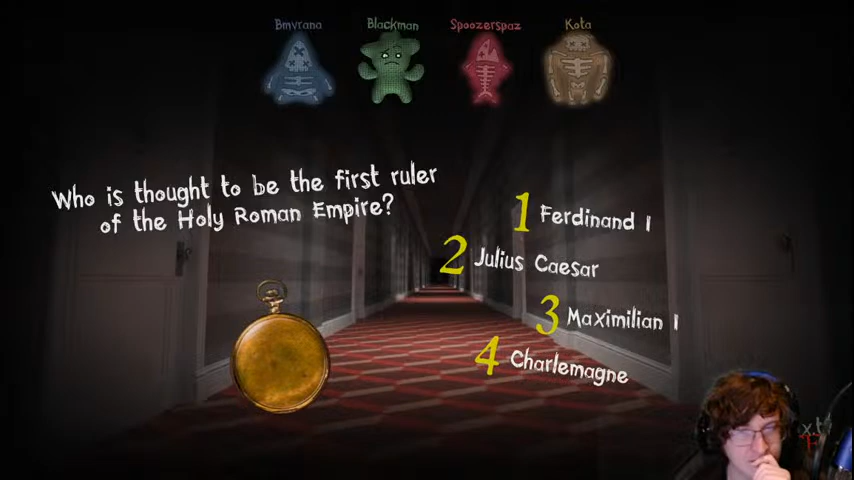 Bmyrana
Blackman
Spoozerspaz
Kota
Who is thought to be the first ruler
of the Holy Roman Empire?
1 Ferdinand I
2 Julius Caesar
3 Maximilian I
4 Charlemagne